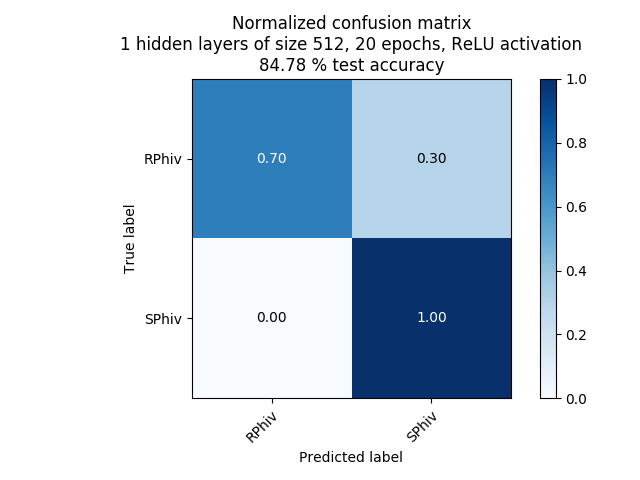 Normalized confusion matrix
1 hidden layers of size 512, 20 epochs, ReLU activation
84.78 % test accuracy
1.0
0.8
0.6
0.4
0.2
0.0
True label
RPhiv
0.70
0.30
SPhiv
0.00
1.00
RPhiv
SPhiv
Predicted label